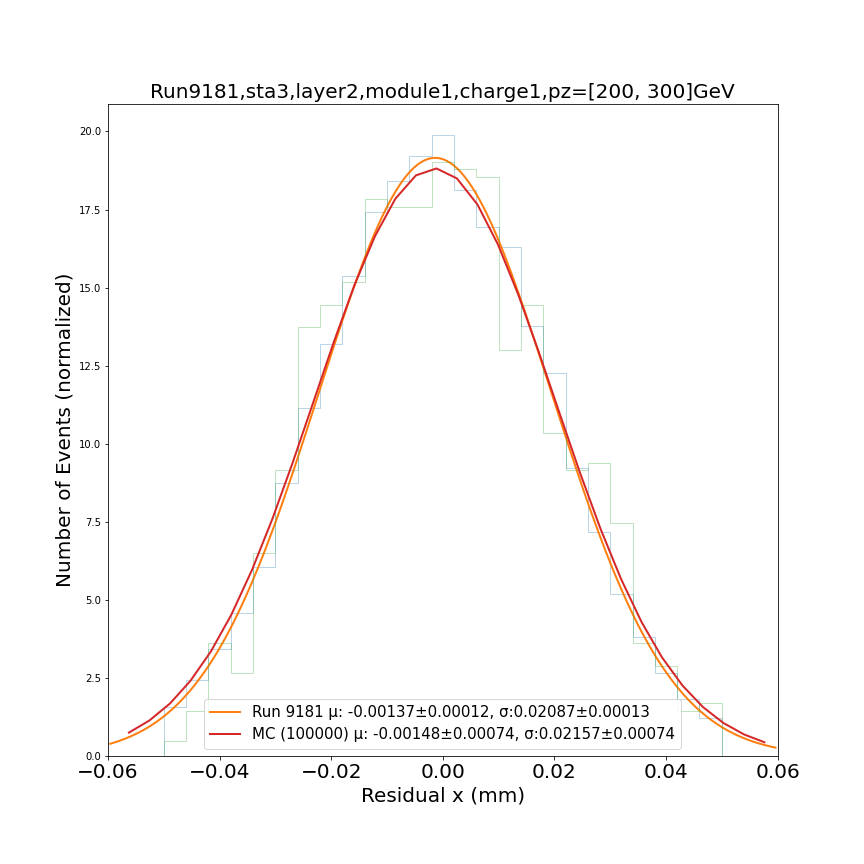 Run9181,sta3,layer2,module1,charge1,pz=[200, 300]GeV
20.0
17.5
15.0
12.5
10.0
7.5
5.0
2.5
0.0
Number of Events (normalized)
Run 9181 μ: -0.00137±0.00012, σ:0.02087±0.00013
MC (100000) μ: -0.00148±0.00074, σ:0.02157±0.00074
−0.06 −0.04 −0.02 0.00 0.02 0.04 0.06
Residual x (mm)